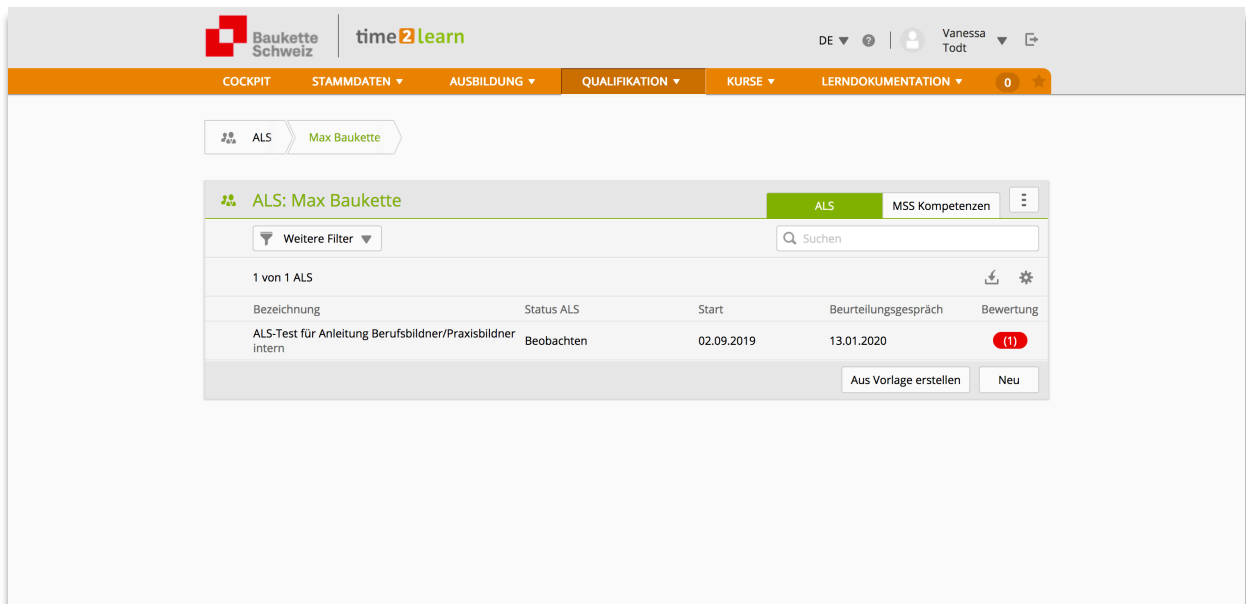 Baukette
Schweiz
time2learn
DE
Vanessa
Todt
COCKPIT STAMMDATEN AUSBILDUNG QUALIFIKATION KURSE LERNDOKUMENTATION 0
ALS Max Baukette
ALS: Max Baukette ALS MSS Kompetenzen
Weitere Filter Suchen
1 von 1 ALS
Bezeichnung Status ALS Start Beurteilungsgespräch Bewertung
ALS-Test für Anleitung Berufsbildner/Praxisbildner Beobachten 02.09.2019 13.01.2020 (1)
intern
Aus Vorlage erstellen Neu